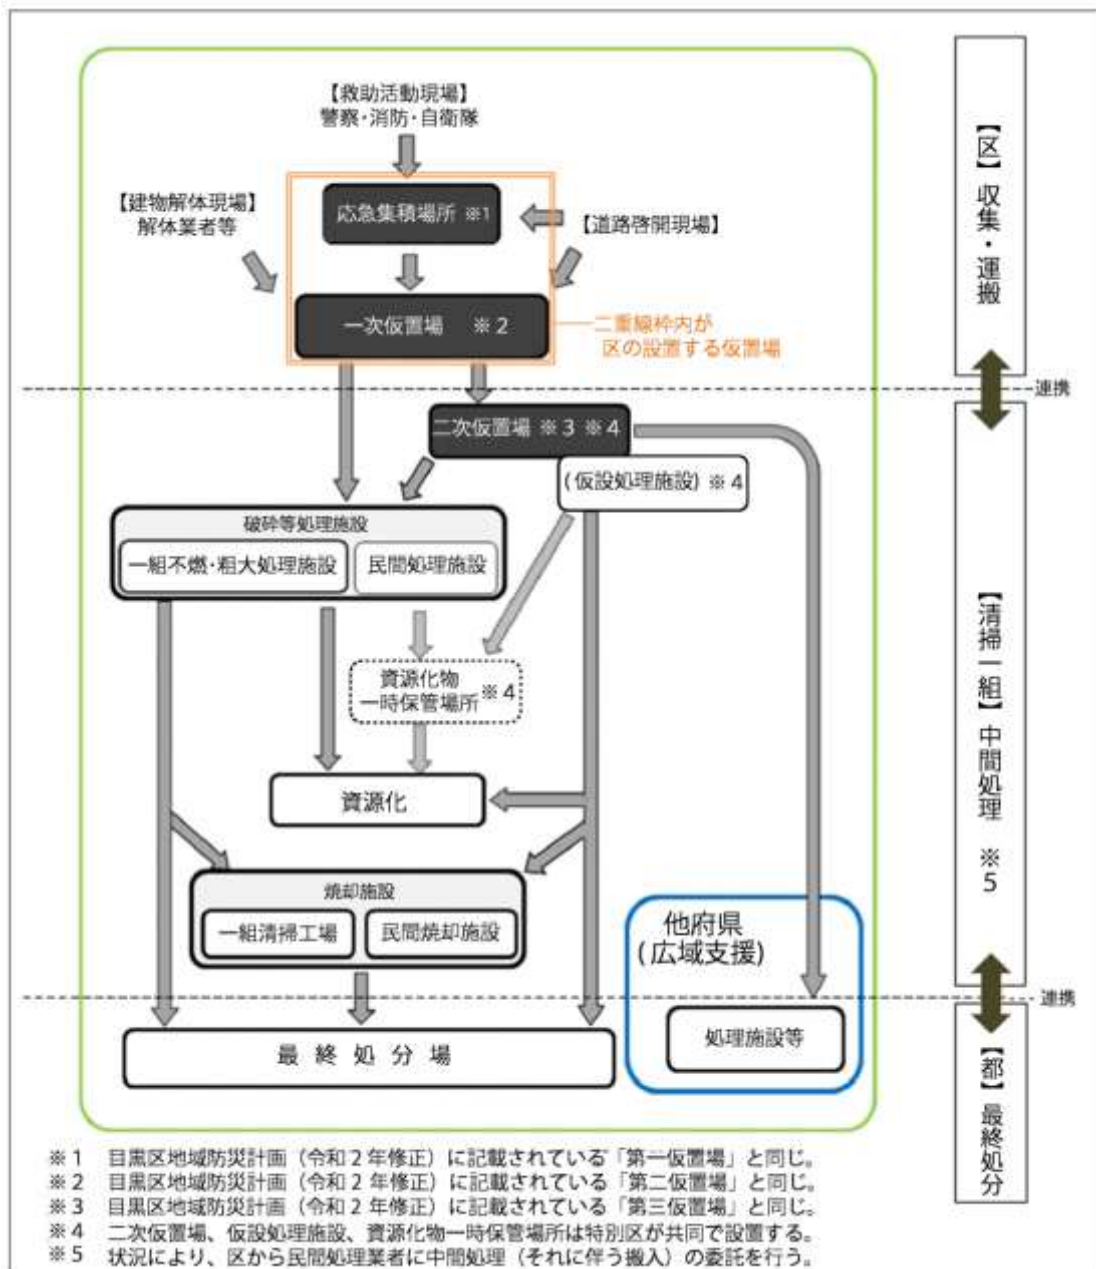 【救助活動現場】
警察･消防･自衛隊
【建物解体現場】
解体業者等
応急集積場所 ※1
【道路啓開現場】
一次仮置場 ※2
二重線枠内が
区の設置する仮置場
【区】収集・運搬
連携
二次仮置場 ※3 ※4
(仮設処理施設) ※4
破砕等処理施設
一組不燃･粗大処理施設
民間処理施設
資源化物
一時保管場所
※4
資源化
【清掃一組】中間処理 ※5
焼却施設
一組清掃工場
民間焼却施設
他府県
(広域支援)
連携
最終処分場
処理施設等
【都】最終処分
※1 目黒区地域防災計画（令和2年修正）に記載されている「第一仮置場」と同じ。
※2 目黒区地域防災計画（令和2年修正）に記載されている「第二仮置場」と同じ。
※3 目黒区地域防災計画（令和2年修正）に記載されている「第三仮置場」と同じ。
※4 二次仮置場、仮設処理施設、資源化物一時保管場所は特別区が共同で設置する。
※5 状況により、区から民間処理業者に中間処理（それに伴う搬入）の委託を行う。